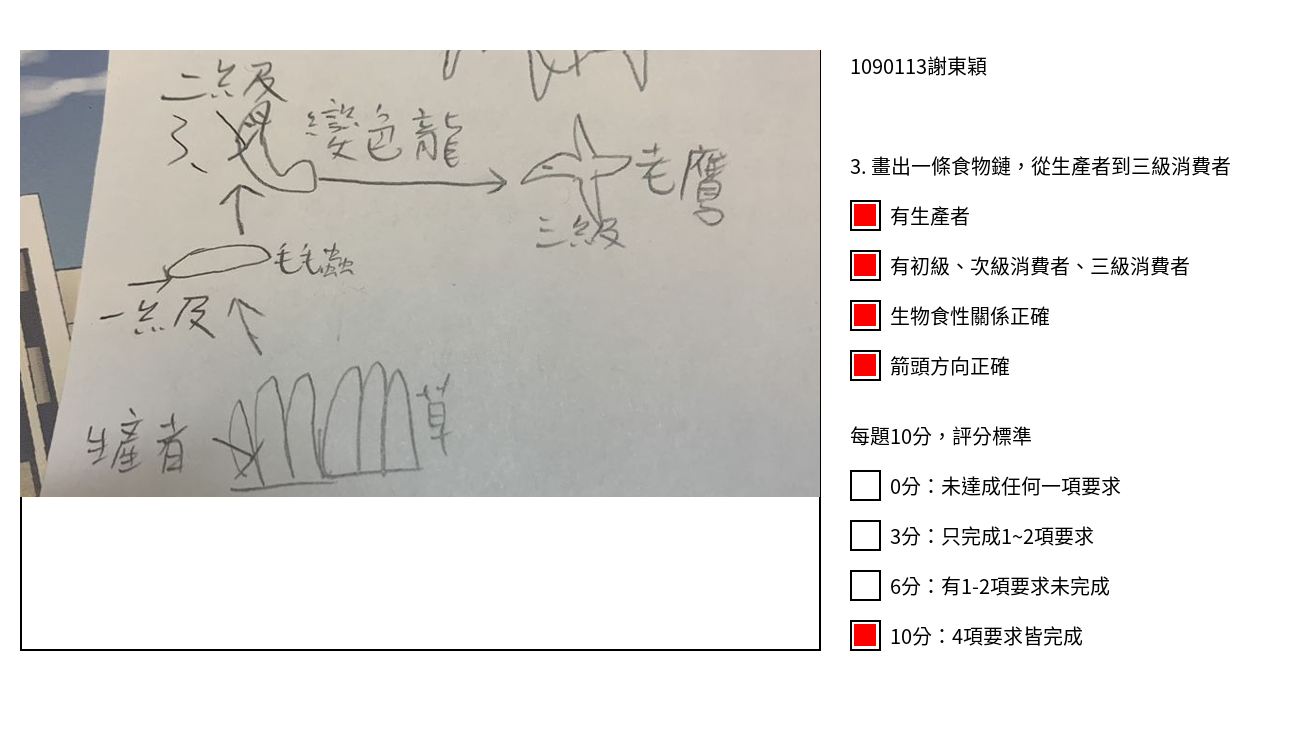 二級
3、
變色龍
老鷹
三級
毛毛蟲
一級
草
生產者
1090113謝東穎
3. 畫出一條食物鏈，從生產者到三級消費者
有生產者
有初級、次級消費者、三級消費者
生物食性關係正確
箭頭方向正確
每題10分，評分標準
0分：未達成任何一項要求
3分：只完成1~2項要求
6分：有1-2項要求未完成
10分：4項要求皆完成